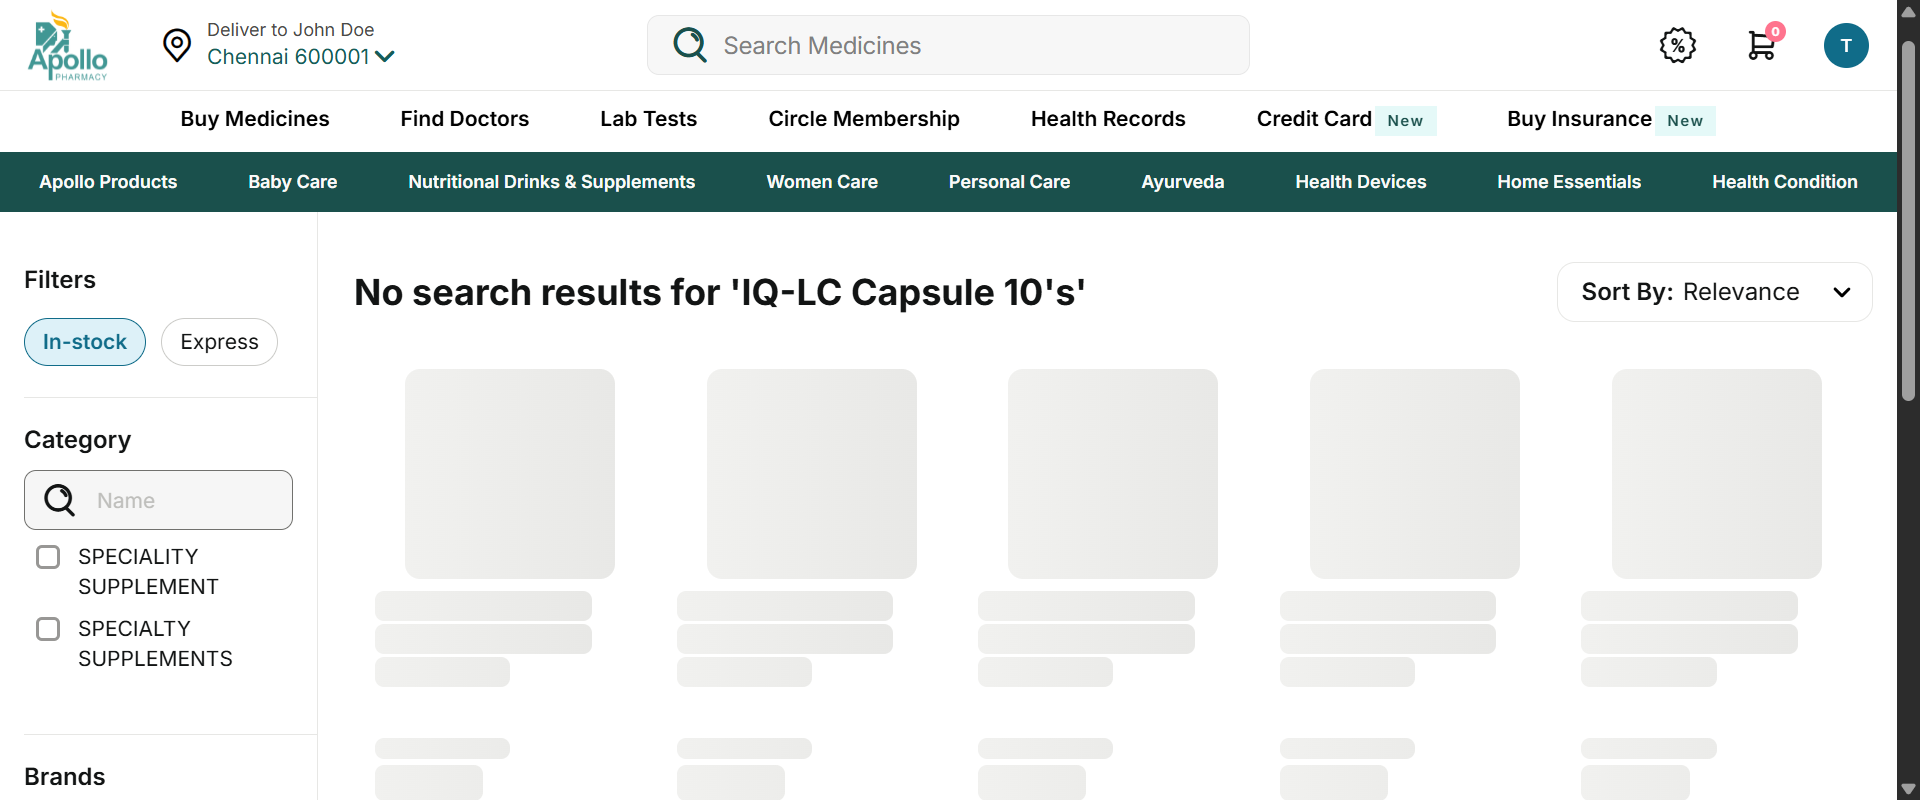 Apollo
PHARMACY
Deliver to John Doe
Chennai 600001
Search Medicines
%
0
T
Buy Medicines
Find Doctors
Lab Tests
Circle Membership
Health Records
Credit Card New
Buy Insurance New
Apollo Products
Baby Care
Nutritional Drinks & Supplements
Women Care
Personal Care
Ayurveda
Health Devices
Home Essentials
Health Condition
Filters
In-stock
Express
Category
Name
SPECIALITY
SUPPLEMENT
SPECIALTY
SUPPLEMENTS
Brands
No search results for 'IQ-LC Capsule 10's'
Sort By: Relevance